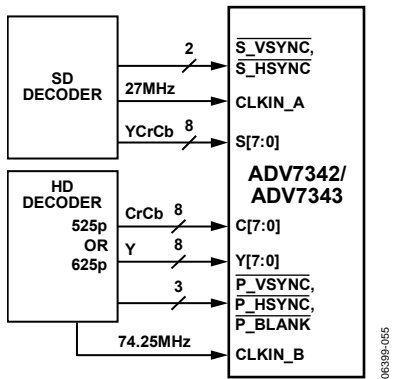 SD
DECODER
2
S_VSYNC,
S_HSYNC
27MHz
CLKIN_A
YCrCb
8
S[7:0]
ADV7342/
ADV7343
HD
DECODER
525p
OR
625p
CrCb
8
C[7:0]
Y
8
Y[7:0]
3
P_VSYNC,
P_HSYNC,
P_BLANK
74.25MHz
CLKIN_B
06399-055